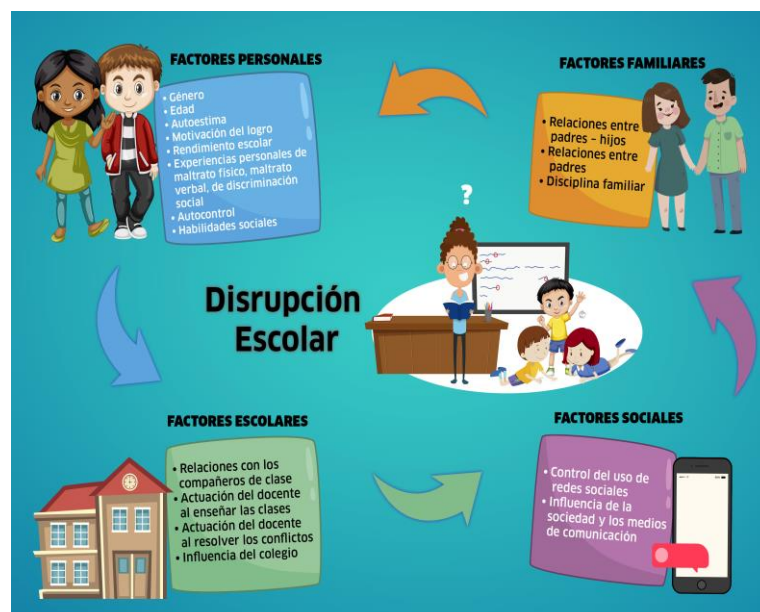 FACTORES PERSONALES
• Género
• Edad
• Autoestima
• Motivación del logro
• Rendimiento escolar
• Experiencias personales de
maltrato físico, maltrato
verbal, de discriminación
social
• Autocontrol
• Habilidades sociales
FACTORES FAMILIARES
• Relaciones entre
padres – hijos
• Relaciones entre
padres
• Disciplina familiar
?
Disrupción
Escolar
FACTORES ESCOLARES
• Relaciones con los
compañeros de clase
• Actuación del docente
al enseñar las clases
• Actuación del docente
al resolver los conflictos
• Influencia del colegio
FACTORES SOCIALES
• Control del uso de
redes sociales
• Influencia de la
sociedad y los medios
de comunicación